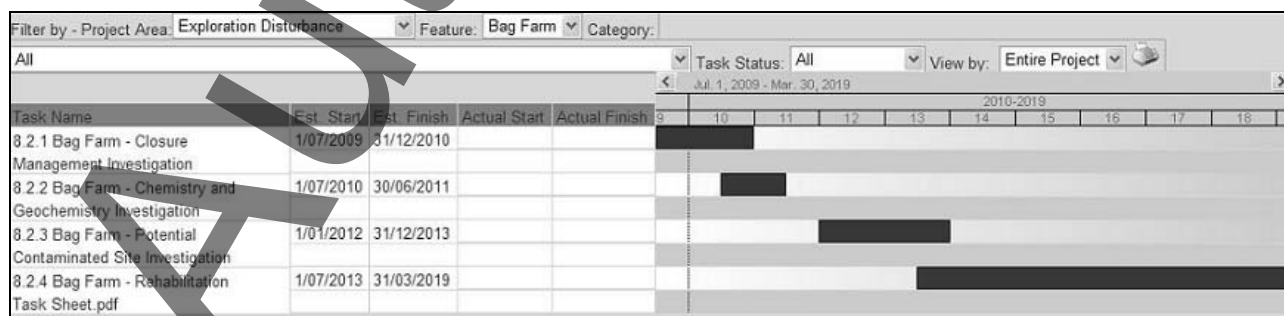 Filter by - Project Area: Exploration Disturbance Feature: Bag Farm Category:
All Task Status: All View by: Entire Project
Jul. 1, 2009 - Mar. 30, 2019
2010-2019
Task Name Est. Start Est. Finish Actual Start Actual Finish 9 10 11 12 13 14 15 16 17 18
8.2.1 Bag Farm - Closure 1/07/2009 31/12/2010
Management Investigation
8.2.2 Bag Farm - Chemistry and 1/07/2010 30/06/2011
Geochemistry Investigation
8.2.3 Bag Farm - Potential 1/01/2012 31/12/2013
Contaminated Site Investigation
8.2.4 Bag Farm - Rehabilitation 1/07/2013 31/03/2019
Task Sheet.pdf